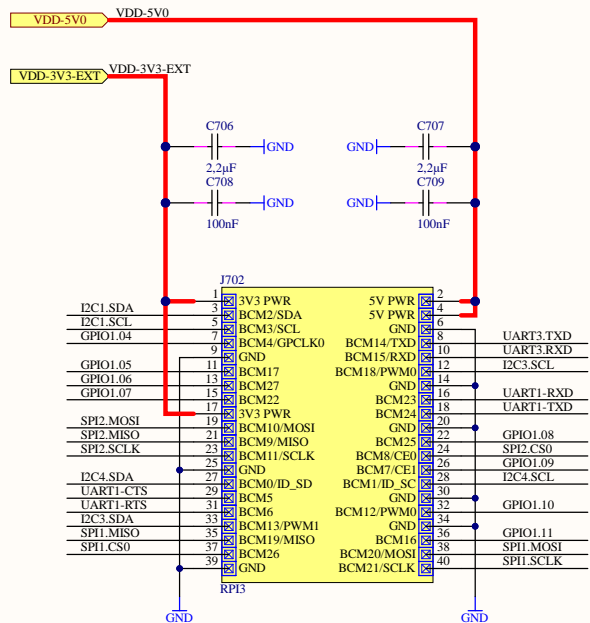 VDD-5V0 VDD-5V0
VDD-3V3-EXT VDD-3V3-EXT
C706 C707
GND GND
2,2µF 2,2µF
C708 C709
GND GND
100nF 100nF
J702
1 3V3 PWR 5V PWR 2
I2C1.SDA 3 BCM2/SDA 5V PWR 4
I2C1.SCL 5 BCM3/SCL GND 6
GPIO1.04 7 BCM4/GPCLK0 BCM14/TXD 8 UART3.TXD
9 GND BCM15/RXD 10 UART3.RXD
GPIO1.05 11 BCM17 BCM18/PWM0 12 I2C3.SCL
GPIO1.06 13 BCM27 GND 14
GPIO1.07 15 BCM22 BCM23 16 UART1-RXD
17 3V3 PWR BCM24 18 UART1-TXD
SPI2.MOSI 19 BCM10/MOSI GND 20
SPI2.MISO 21 BCM9/MISO BCM25 22 GPIO1.08
SPI2.SCLK 23 BCM11/SCLK BCM8/CE0 24 SPI2.CS0
25 GND BCM7/CE1 26 GPIO1.09
I2C4.SDA 27 BCM0/ID_SD BCM1/ID_SC 28 I2C4.SCL
UART1-CTS 29 BCM5 GND 30
UART1-RTS 31 BCM6 BCM12/PWM0 32 GPIO1.10
I2C3.SDA 33 BCM13/PWM1 GND 34
SPI1.MISO 35 BCM19/MISO BCM16 36 GPIO1.11
SPI1.CS0 37 BCM26 BCM20/MOSI 38 SPI1.MOSI
39 GND BCM21/SCLK 40 SPI1.SCLK
RPI3
GND GND